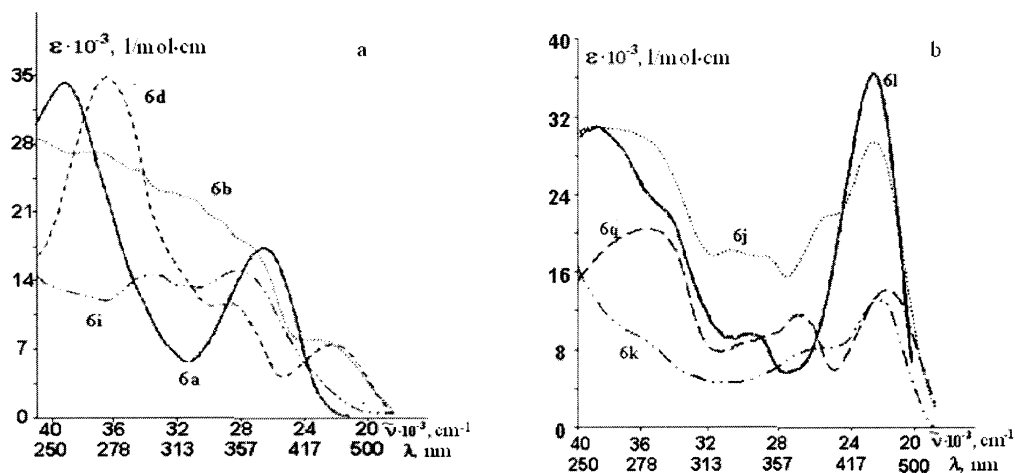 ε·10⁻³, l/mol·cm
a
35
28
21
14
7
0
6d
6b
6i
6a
40 36 32 28 24 20 ṽ·10⁻³, cm⁻¹
250 278 313 357 417 500 λ, nm
40
ε·10⁻³, l/mol·cm
b
32
24
16
8
0
6l
6j
6q
6k
40 36 32 28 24 20 ṽ·10⁻³, cm⁻¹
250 278 313 357 417 500 λ, nm